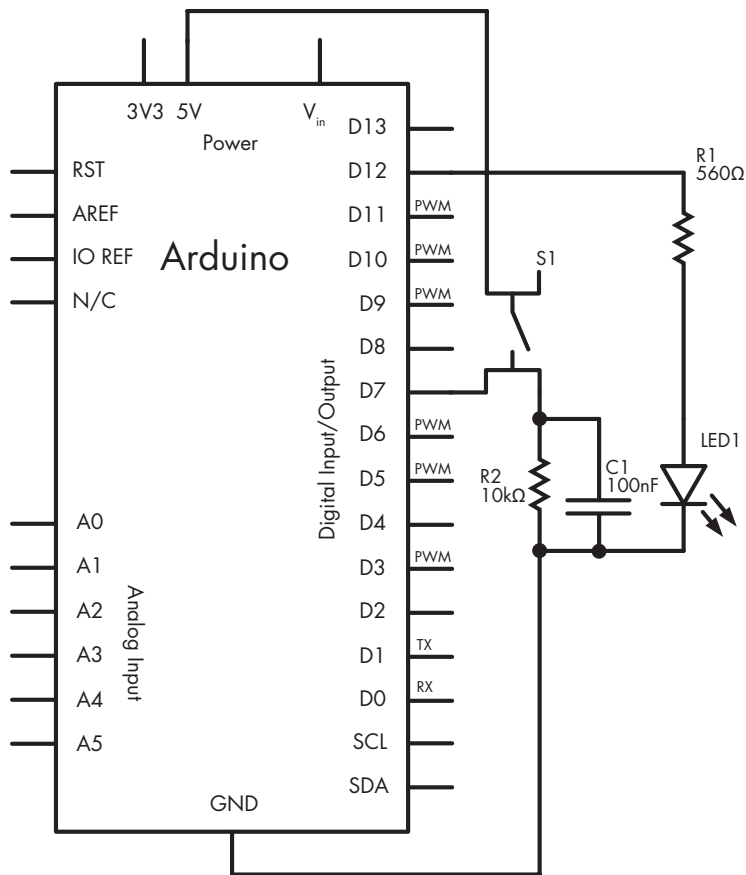 3V3 5V
Vin
Power
Arduino
RST
AREF
IO REF
N/C
A0
A1
A2
A3
A4
A5
Analog Input
D13
D12
D11 PWM
D10 PWM
D9 PWM
D8
D7
D6 PWM
D5 PWM
D4
D3 PWM
D2
D1 TX
D0 RX
SCL
SDA
Digital Input/Output
GND
S1
R1
560Ω
R2
10kΩ
C1
100nF
LED1